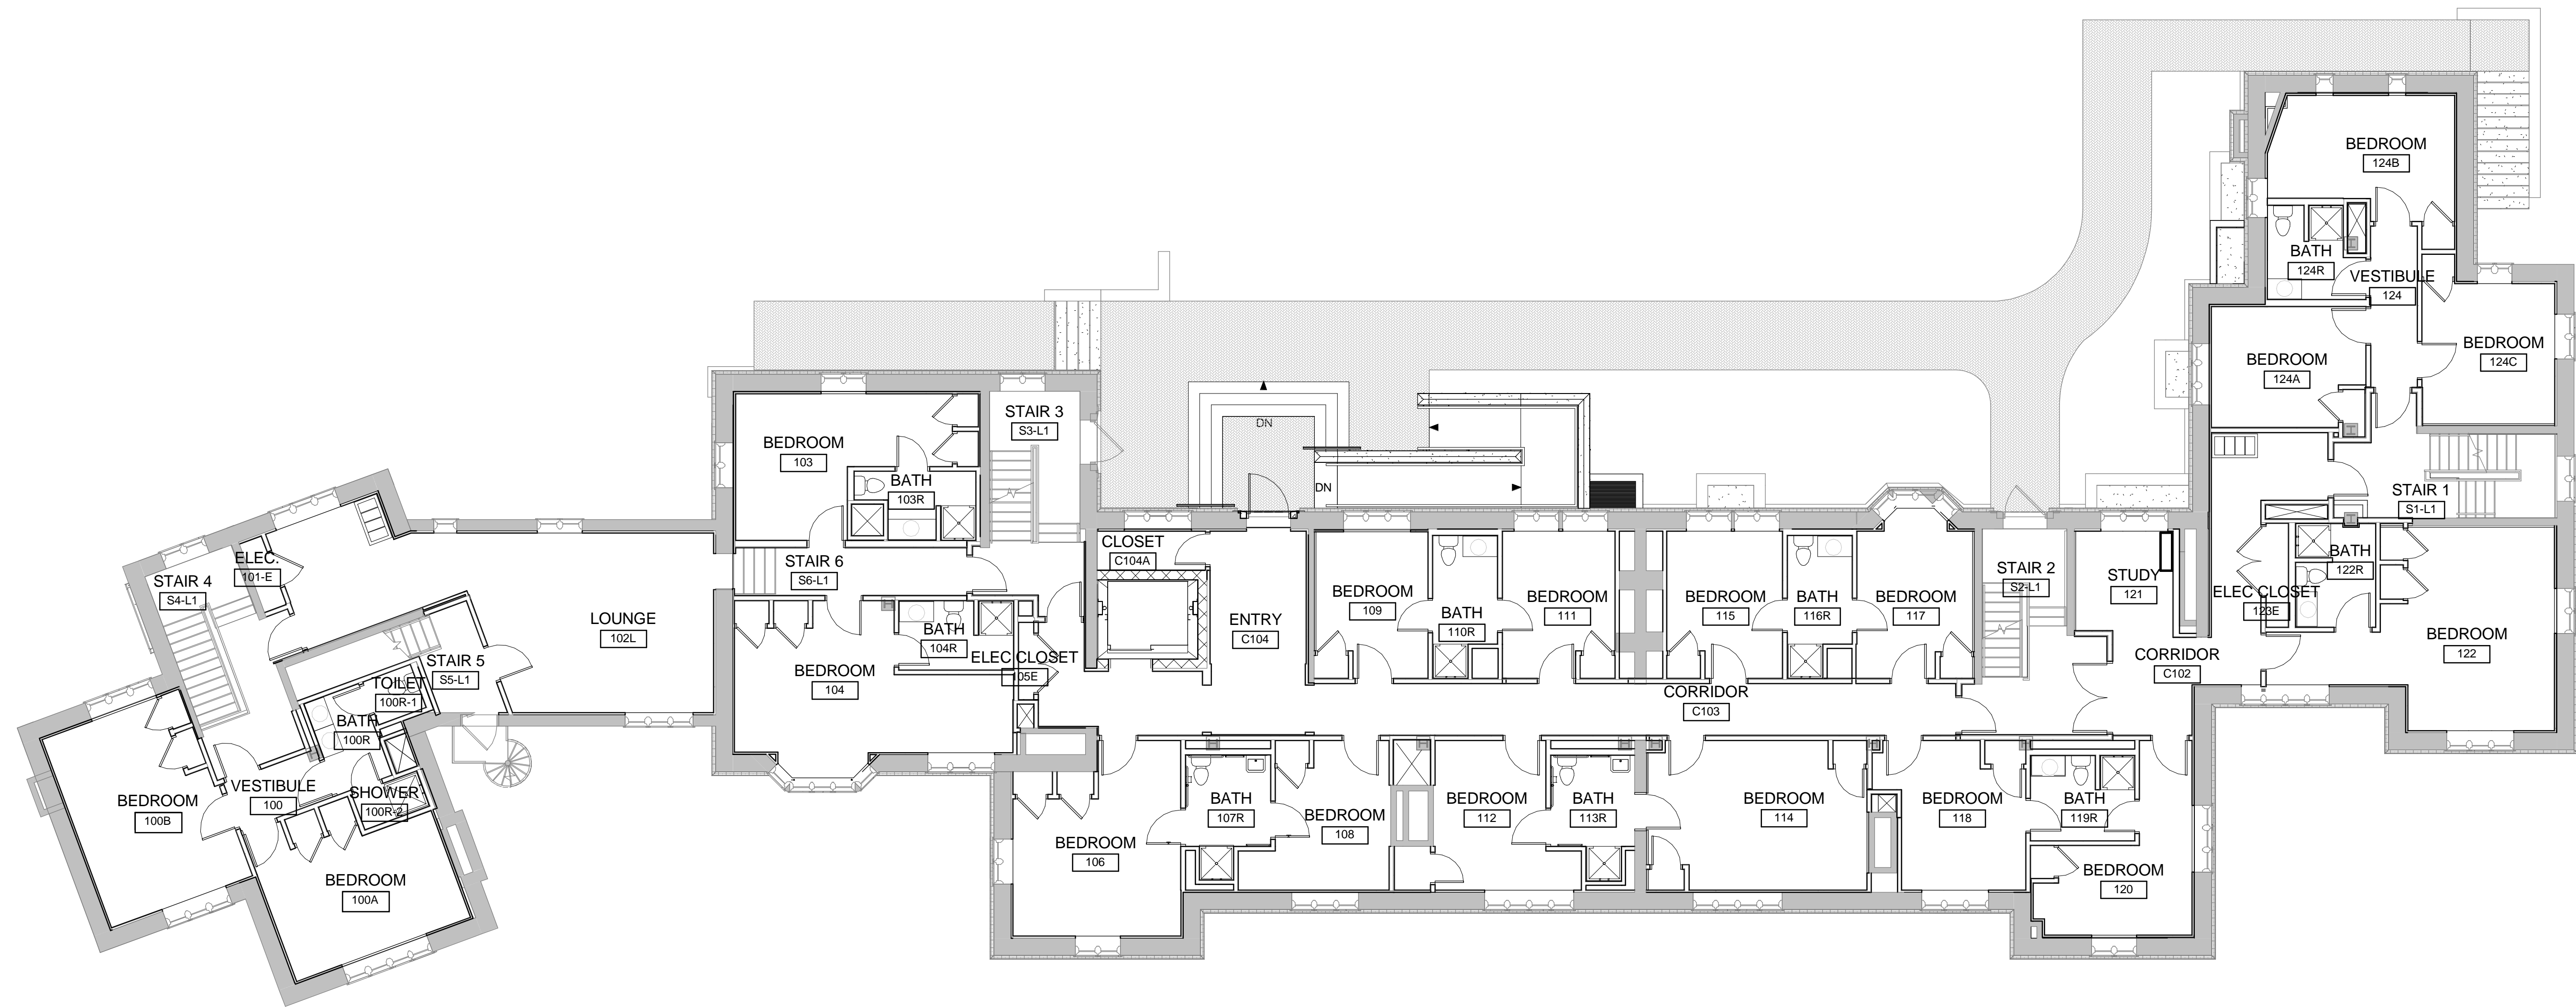 BEDROOM
124B
BATH
124R
VESTIBULE
124
BEDROOM
124A
BEDROOM
124C
STAIR 1
S1-L1
BATH
122R
ELEC CLOSET
123E
BEDROOM
122
STAIR 3
S3-L1
BEDROOM
103
BATH
103R
DN
DN
CLOSET
C104A
STAIR 6
S6-L1
ELEC.
101-E
STAIR 4
S4-L1
LOUNGE
102L
STAIR 5
S5-L1
TOILET
100R-1
BATH
100R
BATH
104R
ELEC CLOSET
105E
BEDROOM
104
ENTRY
C104
BEDROOM
109
BATH
110R
BEDROOM
111
BEDROOM
115
BATH
116R
BEDROOM
117
STAIR 2
S2-L1
STUDY
121
CORRIDOR
C102
CORRIDOR
C103
VESTIBULE
100
SHOWER
100R-2
BEDROOM
100B
BEDROOM
100A
BEDROOM
106
BATH
107R
BEDROOM
108
BEDROOM
112
BATH
113R
BEDROOM
114
BEDROOM
118
BATH
119R
BEDROOM
120